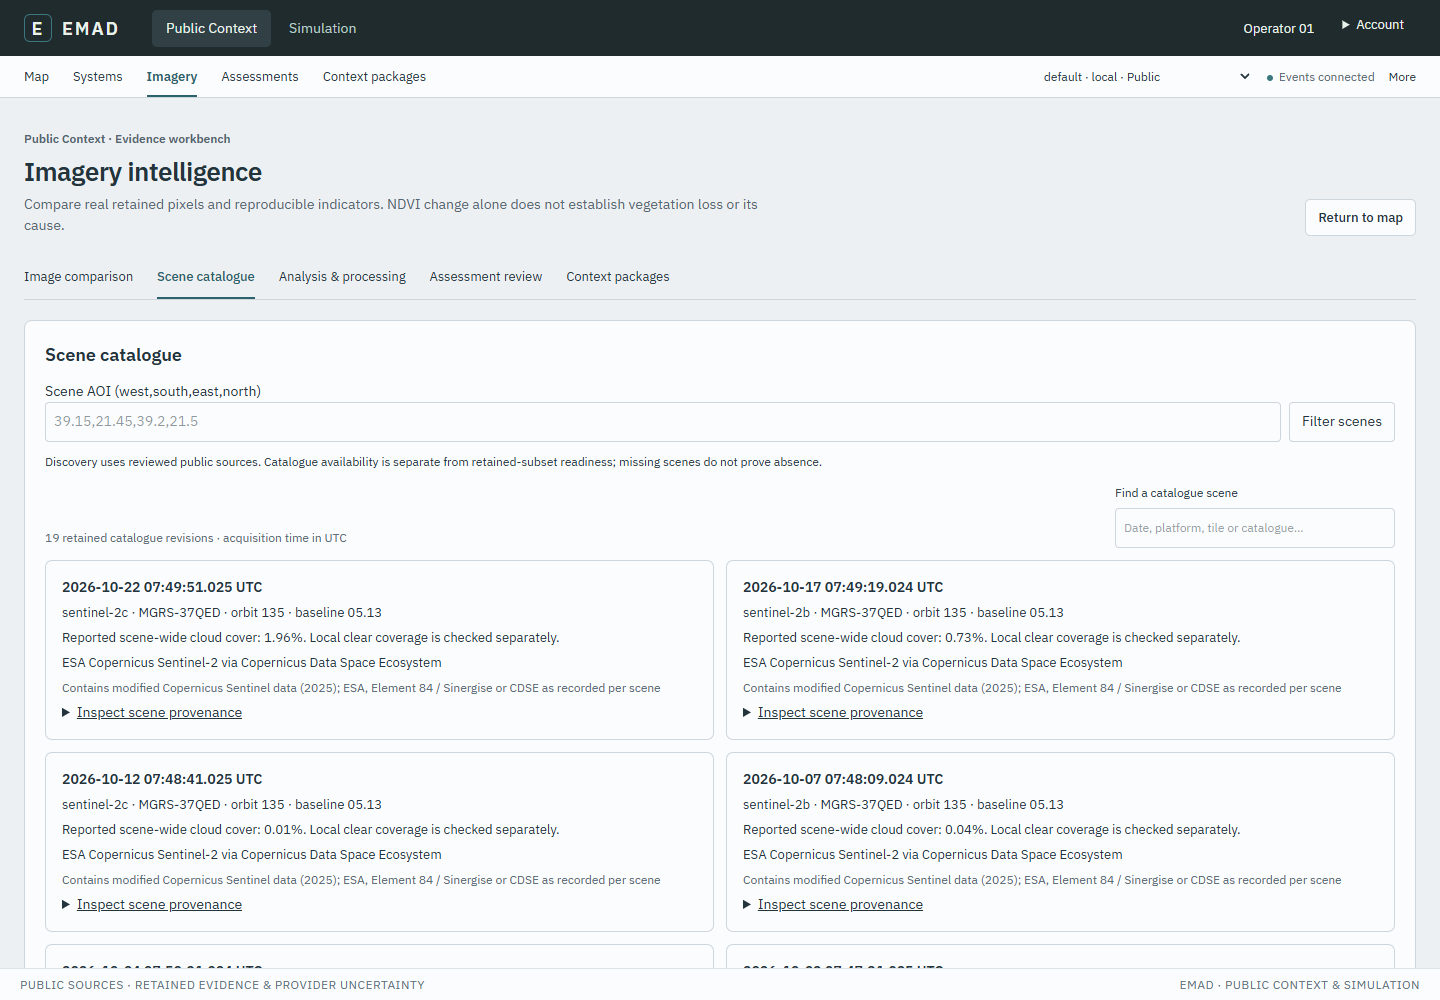 E EMAD Public Context Simulation Operator 01 Account
Map Systems Imagery Assessments Context packages default · local · Public Events connected More
Public Context · Evidence workbench
Imagery intelligence
Compare real retained pixels and reproducible indicators. NDVI change alone does not establish vegetation loss or its
cause.
Return to map
Image comparison Scene catalogue Analysis & processing Assessment review Context packages
Scene catalogue
Scene AOI (west,south,east,north)
39.15,21.45,39.2,21.5 Filter scenes
Discovery uses reviewed public sources. Catalogue availability is separate from retained-subset readiness; missing scenes do not prove absence.
Find a catalogue scene
Date, platform, tile or catalogue...
19 retained catalogue revisions · acquisition time in UTC
2026-10-22 07:49:51.025 UTC
sentinel-2c · MGRS-37QED · orbit 135 · baseline 05.13
Reported scene-wide cloud cover: 1.96%. Local clear coverage is checked separately.
ESA Copernicus Sentinel-2 via Copernicus Data Space Ecosystem
Contains modified Copernicus Sentinel data (2025); ESA, Element 84 / Sinergise or CDSE as recorded per scene
Inspect scene provenance
2026-10-17 07:49:19.024 UTC
sentinel-2b · MGRS-37QED · orbit 135 · baseline 05.13
Reported scene-wide cloud cover: 0.73%. Local clear coverage is checked separately.
ESA Copernicus Sentinel-2 via Copernicus Data Space Ecosystem
Contains modified Copernicus Sentinel data (2025); ESA, Element 84 / Sinergise or CDSE as recorded per scene
Inspect scene provenance
2026-10-12 07:48:41.025 UTC
sentinel-2c · MGRS-37QED · orbit 135 · baseline 05.13
Reported scene-wide cloud cover: 0.01%. Local clear coverage is checked separately.
ESA Copernicus Sentinel-2 via Copernicus Data Space Ecosystem
Contains modified Copernicus Sentinel data (2025); ESA, Element 84 / Sinergise or CDSE as recorded per scene
Inspect scene provenance
2026-10-07 07:48:09.024 UTC
sentinel-2b · MGRS-37QED · orbit 135 · baseline 05.13
Reported scene-wide cloud cover: 0.04%. Local clear coverage is checked separately.
ESA Copernicus Sentinel-2 via Copernicus Data Space Ecosystem
Contains modified Copernicus Sentinel data (2025); ESA, Element 84 / Sinergise or CDSE as recorded per scene
Inspect scene provenance
PUBLIC SOURCES · RETAINED EVIDENCE & PROVIDER UNCERTAINTY EMAD · PUBLIC CONTEXT & SIMULATION